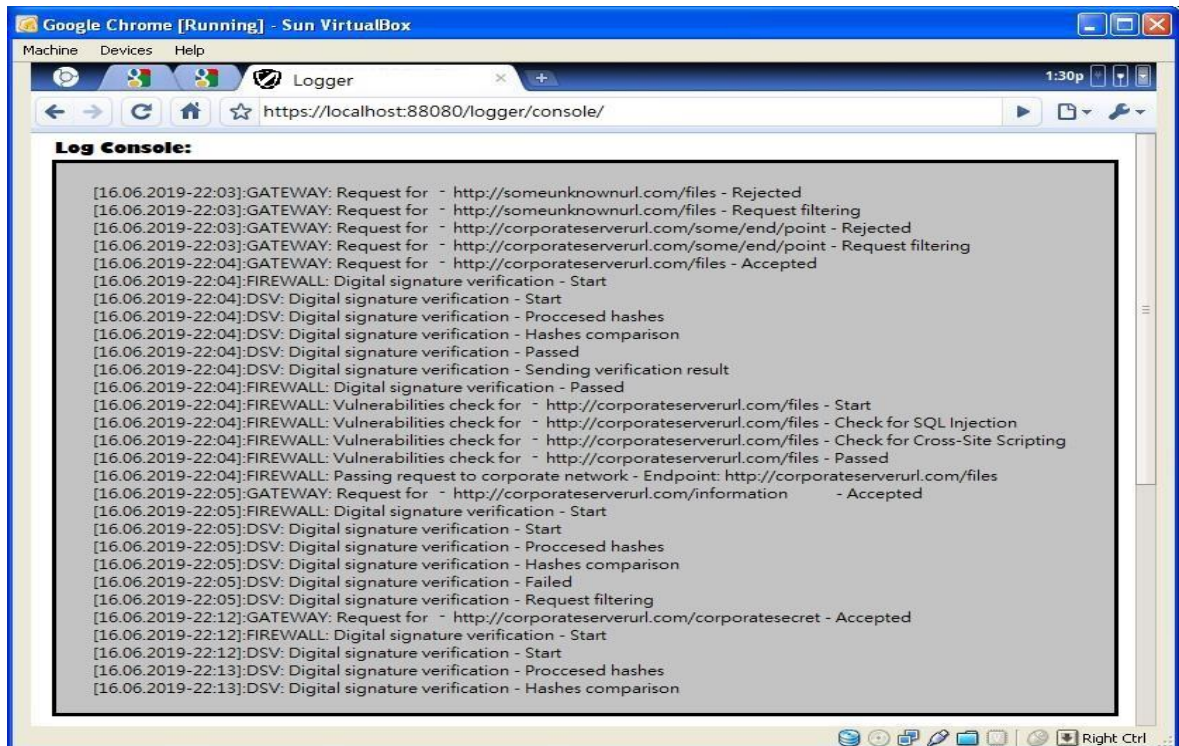 Google Chrome [Running] - Sun VirtualBox
Machine Devices Help
Logger
1:30p
https://localhost:88080/logger/console/
Log Console:
[16.06.2019-22:03]:GATEWAY: Request for - http://someunknownurl.com/files - Rejected
[16.06.2019-22:03]:GATEWAY: Request for - http://someunknownurl.com/files - Request filtering
[16.06.2019-22:03]:GATEWAY: Request for - http://corporateserverurl.com/some/end/point - Rejected
[16.06.2019-22:03]:GATEWAY: Request for - http://corporateserverurl.com/some/end/point - Request filtering
[16.06.2019-22:04]:GATEWAY: Request for - http://corporateserverurl.com/files - Accepted
[16.06.2019-22:04]:FIREWALL: Digital signature verification - Start
[16.06.2019-22:04]:DSV: Digital signature verification - Start
[16.06.2019-22:04]:DSV: Digital signature verification - Proccesed hashes
[16.06.2019-22:04]:DSV: Digital signature verification - Hashes comparison
[16.06.2019-22:04]:DSV: Digital signature verification - Passed
[16.06.2019-22:04]:DSV: Digital signature verification - Sending verification result
[16.06.2019-22:04]:FIREWALL: Digital signature verification - Passed
[16.06.2019-22:04]:FIREWALL: Vulnerabilities check for - http://corporateserverurl.com/files - Start
[16.06.2019-22:04]:FIREWALL: Vulnerabilities check for - http://corporateserverurl.com/files - Check for SQL Injection
[16.06.2019-22:04]:FIREWALL: Vulnerabilities check for - http://corporateserverurl.com/files - Check for Cross-Site Scripting
[16.06.2019-22:04]:FIREWALL: Vulnerabilities check for - http://corporateserverurl.com/files - Passed
[16.06.2019-22:04]:FIREWALL: Passing request to corporate network - Endpoint: http://corporateserverurl.com/files
[16.06.2019-22:05]:GATEWAY: Request for - http://corporateserverurl.com/information - Accepted
[16.06.2019-22:05]:FIREWALL: Digital signature verification - Start
[16.06.2019-22:05]:DSV: Digital signature verification - Start
[16.06.2019-22:05]:DSV: Digital signature verification - Proccesed hashes
[16.06.2019-22:05]:DSV: Digital signature verification - Hashes comparison
[16.06.2019-22:05]:DSV: Digital signature verification - Failed
[16.06.2019-22:05]:DSV: Digital signature verification - Request filtering
[16.06.2019-22:12]:GATEWAY: Request for - http://corporateserverurl.com/corporatesecret - Accepted
[16.06.2019-22:12]:FIREWALL: Digital signature verification - Start
[16.06.2019-22:12]:DSV: Digital signature verification - Start
[16.06.2019-22:13]:DSV: Digital signature verification - Proccesed hashes
[16.06.2019-22:13]:DSV: Digital signature verification - Hashes comparison
Right Ctrl